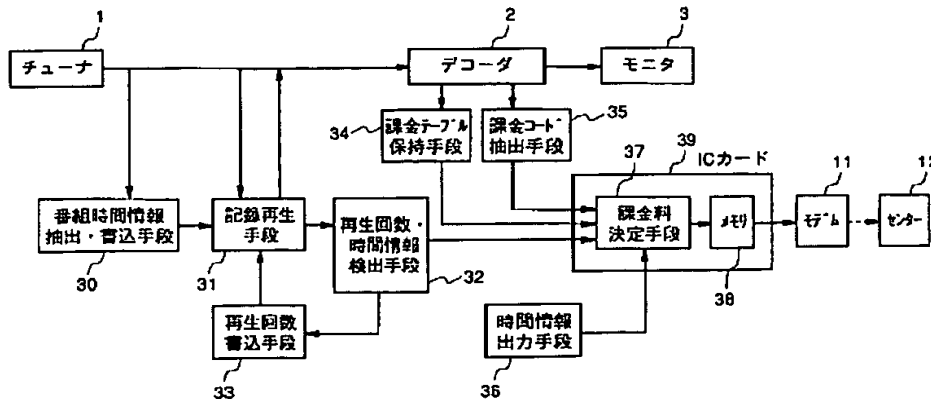 1
チューナ
2
デコーダ
3
モニタ
34
課金テーブル
保持手段
35
課金コード
抽出手段
39
ICカード
37
課金料
決定手段
メモリ
38
11
モデム
12
センター
番組時間情報
抽出・書込手段
30
記録再生
手段
31
再生回数・
時間情報
検出手段
32
再生回数
書込手段
33
時間情報
出力手段
36